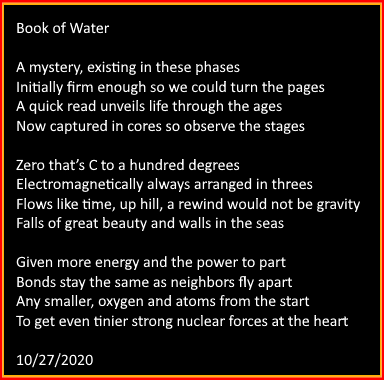 Book of Water
A mystery, existing in these phases
Initially firm enough so we could turn the pages
A quick read unveils life through the ages
Now captured in cores so observe the stages
Zero that's C to a hundred degrees
Electromagnetically always arranged in threes
Flows like time, up hill, a rewind would not be gravity
Falls of great beauty and walls in the seas
Given more energy and the power to part
Bonds stay the same as neighbors fly apart
Any smaller, oxygen and atoms from the start
To get even tinier strong nuclear forces at the heart
10/27/2020